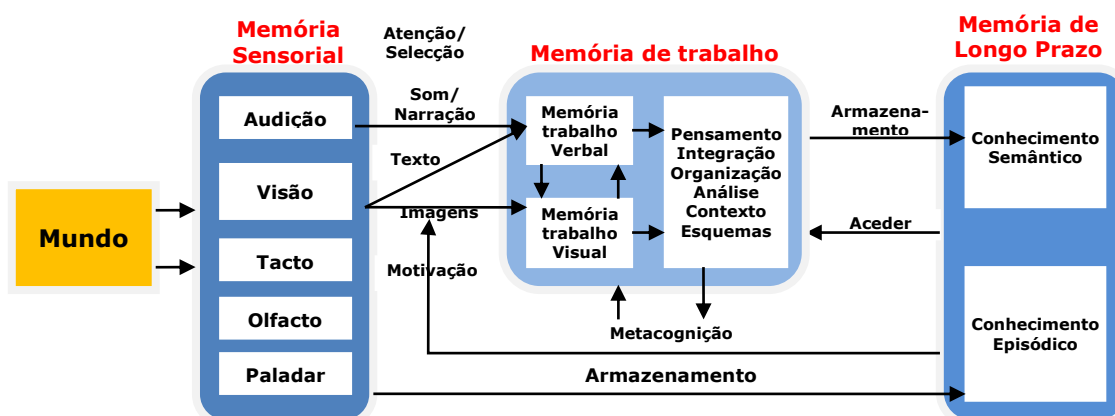 Mundo
Memória
Sensorial
Audição
Visão
Tacto
Olfacto
Paladar
Atenção/
Selecção
Som/
Narração
Texto
Imagens
Motivação
Memória de trabalho
Memória
trabalho
Verbal
Memória
trabalho
Visual
Pensamento
Integração
Organização
Análise
Contexto
Esquemas
Metacognição
Armazena-
mento
Aceder
Armazenamento
Memória de
Longo Prazo
Conhecimento
Semântico
Conhecimento
Episódico